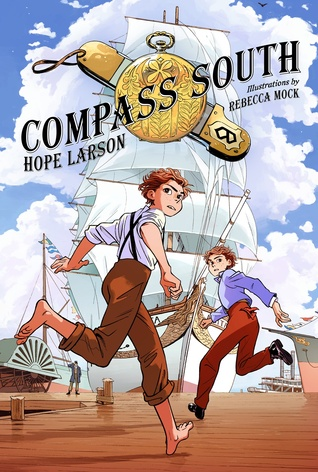 COMPASS SOUTH
HOPE LARSON
Illustrations by
REBECCA MOCK